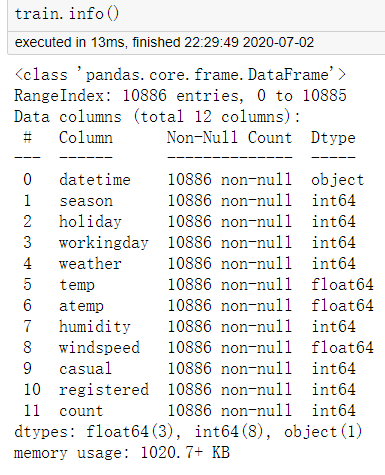 train.info()
executed in 13ms, finished 22:29:49 2020-07-02
<class 'pandas.core.frame.DataFrame'>
RangeIndex: 10886 entries, 0 to 10885
Data columns (total 12 columns):
 #   Column      Non-Null Count  Dtype
---  ------      --------------  -----
 0   datetime    10886 non-null  object
 1   season      10886 non-null  int64
 2   holiday     10886 non-null  int64
 3   workingday  10886 non-null  int64
 4   weather     10886 non-null  int64
 5   temp        10886 non-null  float64
 6   atemp       10886 non-null  float64
 7   humidity    10886 non-null  int64
 8   windspeed   10886 non-null  float64
 9   casual      10886 non-null  int64
 10  registered  10886 non-null  int64
 11  count       10886 non-null  int64
dtypes: float64(3), int64(8), object(1)
memory usage: 1020.7+ KB